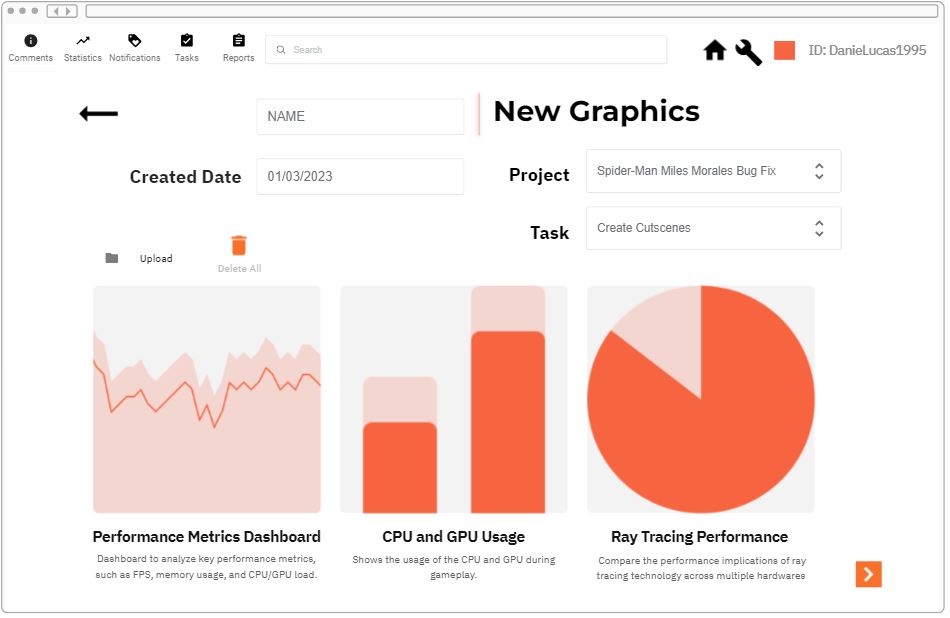 Comments
Statistics
Notifications
Tasks
Reports
Search
ID: DanieLucas1995
NAME
New Graphics
Created Date
01/03/2023
Project
Spider-Man Miles Morales Bug Fix
Task
Create Cutscenes
Upload
Delete All
Performance Metrics Dashboard
Dashboard to analyze key performance metrics,
such as FPS, memory usage, and CPU/GPU load.
CPU and GPU Usage
Shows the usage of the CPU and GPU during
gameplay.
Ray Tracing Performance
Compare the performance implications of ray
tracing technology across multiple hardwares